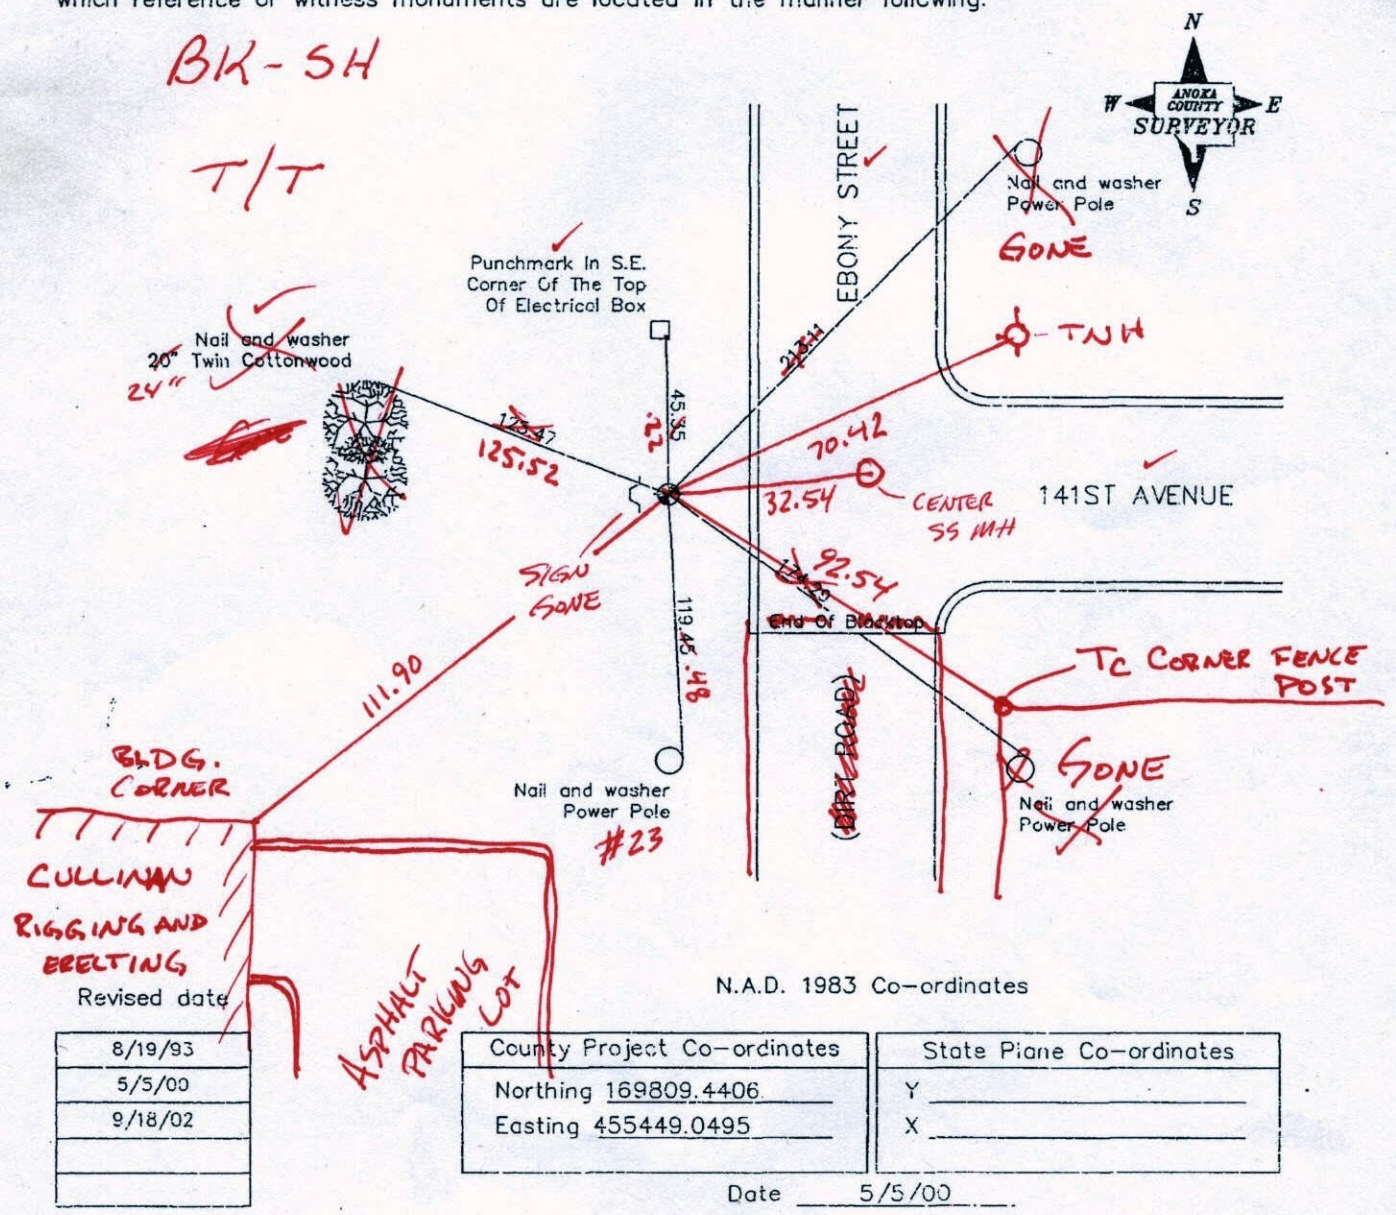 which reference or witness monuments are located in the manner following:
BK-SH
T/T
N
W
ANOKA
COUNTY
SURVEYOR
E
S
EBONY STREET
Nail and washer
Power Pole
GONE
Punchmark In S.E.
Corner Of The Top
Of Electrical Box
Nail and washer
20" Twin Cottonwood
24"
TNH
45.35
.22
125.52
70.42
32.54
CENTER
SS MH
141ST AVENUE
SIGN
GONE
92.54
End Of Blacktop
119.45
.48
111.90
TC CORNER FENCE
POST
(DIRT ROAD)
BLDG.
CORNER
Nail and washer
Power Pole
#23
GONE
Nail and washer
Power Pole
CULLINAN
RIGGING AND
ERECTING
ASPHALT
PARKING
LOT
N.A.D. 1983 Co-ordinates
Revised date
8/19/93
5/5/00
9/18/02
County Project Co-ordinates
Northing 169809.4406
Easting 455449.0495
State Plane Co-ordinates
Y
X
Date 5/5/00